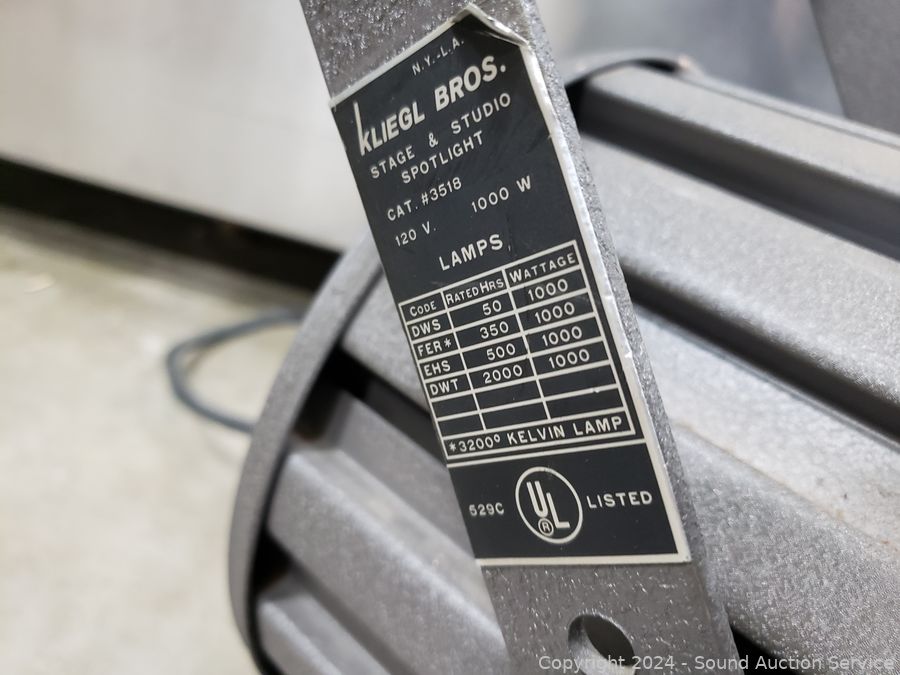 N.Y.-L.A.
KLIEGL BROS.
STAGE & STUDIO
SPOTLIGHT
CAT. #3518
120 V. 1000 W
LAMPS
CODE RATED HRS WATTAGE
DWS 50 1000
FER* 350 1000
EHS 500 1000
DWT 2000 1000
*3200° KELVIN LAMP
529C UL ® LISTED
Copyright 2024 - Sound Auction Service